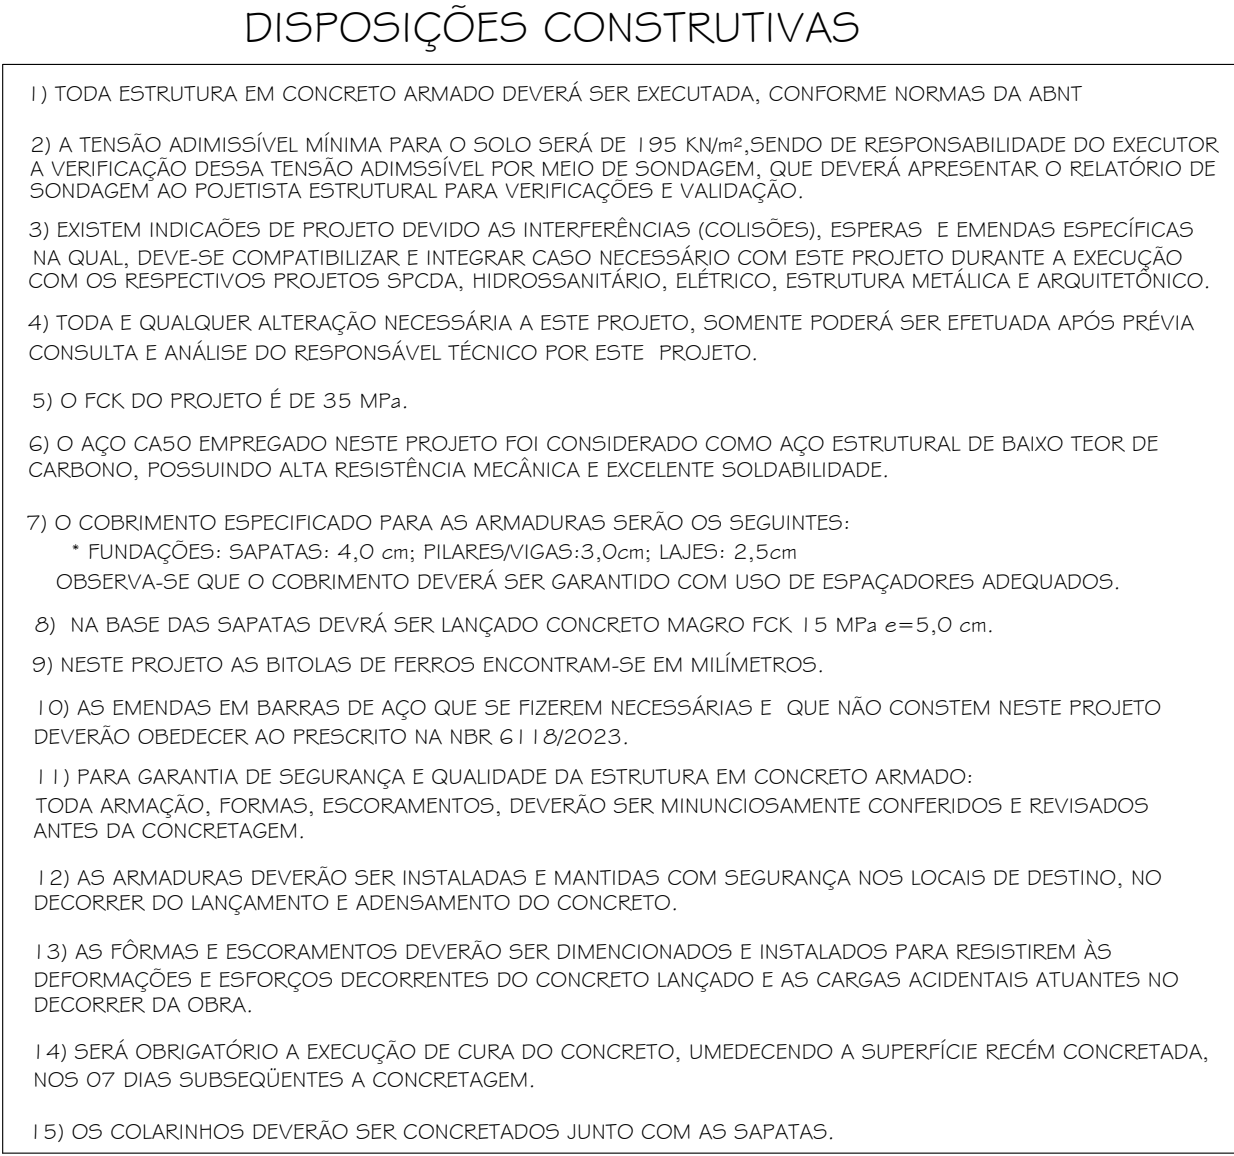 DISPOSIÇÕES CONSTRUTIVAS
1) TODA ESTRUTURA EM CONCRETO ARMADO DEVERÁ SER EXECUTADA, CONFORME NORMAS DA ABNT
2) A TENSÃO ADIMISSÍVEL MÍNIMA PARA O SOLO SERÁ DE 195 KN/m²,SENDO DE RESPONSABILIDADE DO EXECUTOR
A VERIFICAÇÃO DESSA TENSÃO ADIMSSÍVEL POR MEIO DE SONDAGEM, QUE DEVERÁ APRESENTAR O RELATÓRIO DE
SONDAGEM AO POJETISTA ESTRUTURAL PARA VERIFICAÇÕES E VALIDAÇÃO.
3) EXISTEM INDICAÕES DE PROJETO DEVIDO AS INTERFERÊNCIAS (COLISÕES), ESPERAS E EMENDAS ESPECÍFICAS
NA QUAL, DEVE-SE COMPATIBILIZAR E INTEGRAR CASO NECESSÁRIO COM ESTE PROJETO DURANTE A EXECUÇÃO
COM OS RESPECTIVOS PROJETOS SPCDA, HIDROSSANITÁRIO, ELÉTRICO, ESTRUTURA METÁLICA E ARQUITETÔNICO.
4) TODA E QUALQUER ALTERAÇÃO NECESSÁRIA A ESTE PROJETO, SOMENTE PODERÁ SER EFETUADA APÓS PRÉVIA
CONSULTA E ANÁLISE DO RESPONSÁVEL TÉCNICO POR ESTE PROJETO.
5) O FCK DO PROJETO É DE 35 MPa.
6) O AÇO CA50 EMPREGADO NESTE PROJETO FOI CONSIDERADO COMO AÇO ESTRUTURAL DE BAIXO TEOR DE
CARBONO, POSSUINDO ALTA RESISTÊNCIA MECÂNICA E EXCELENTE SOLDABILIDADE.
7) O COBRIMENTO ESPECIFICADO PARA AS ARMADURAS SERÃO OS SEGUINTES:
* FUNDAÇÕES: SAPATAS: 4,0 cm; PILARES/VIGAS:3,0cm; LAJES: 2,5cm
OBSERVA-SE QUE O COBRIMENTO DEVERÁ SER GARANTIDO COM USO DE ESPAÇADORES ADEQUADOS.
8) NA BASE DAS SAPATAS DEVRÁ SER LANÇADO CONCRETO MAGRO FCK 15 MPa e=5,0 cm.
9) NESTE PROJETO AS BITOLAS DE FERROS ENCONTRAM-SE EM MILÍMETROS.
10) AS EMENDAS EM BARRAS DE AÇO QUE SE FIZEREM NECESSÁRIAS E QUE NÃO CONSTEM NESTE PROJETO
DEVERÃO OBEDECER AO PRESCRITO NA NBR 6118/2023.
11) PARA GARANTIA DE SEGURANÇA E QUALIDADE DA ESTRUTURA EM CONCRETO ARMADO:
TODA ARMAÇÃO, FORMAS, ESCORAMENTOS, DEVERÃO SER MINUNCIOSAMENTE CONFERIDOS E REVISADOS
ANTES DA CONCRETAGEM.
12) AS ARMADURAS DEVERÃO SER INSTALADAS E MANTIDAS COM SEGURANÇA NOS LOCAIS DE DESTINO, NO
DECORRER DO LANÇAMENTO E ADENSAMENTO DO CONCRETO.
13) AS FÔRMAS E ESCORAMENTOS DEVERÃO SER DIMENCIONADOS E INSTALADOS PARA RESISTIREM ÀS
DEFORMAÇÕES E ESFORÇOS DECORRENTES DO CONCRETO LANÇADO E AS CARGAS ACIDENTAIS ATUANTES NO
DECORRER DA OBRA.
14) SERÁ OBRIGATÓRIO A EXECUÇÃO DE CURA DO CONCRETO, UMEDECENDO A SUPERFÍCIE RECÉM CONCRETADA,
NOS 07 DIAS SUBSEQÜENTES A CONCRETAGEM.
15) OS COLARINHOS DEVERÃO SER CONCRETADOS JUNTO COM AS SAPATAS.